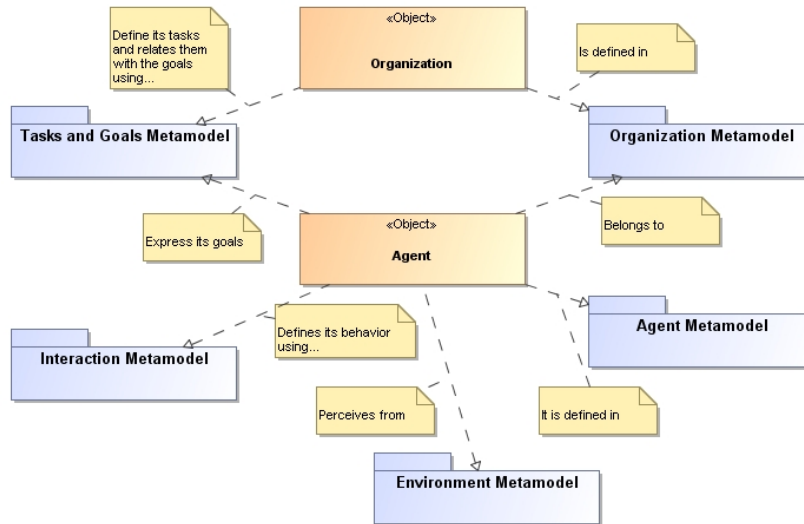 Define its tasks
and relates them
with the goals
using...
«Object»
Organization
Is defined in
Tasks and Goals Metamodel
Organization Metamodel
Express its goals
«Object»
Agent
Belongs to
Interaction Metamodel
Defines its behavior
using...
Agent Metamodel
Perceives from
It is defined in
Environment Metamodel